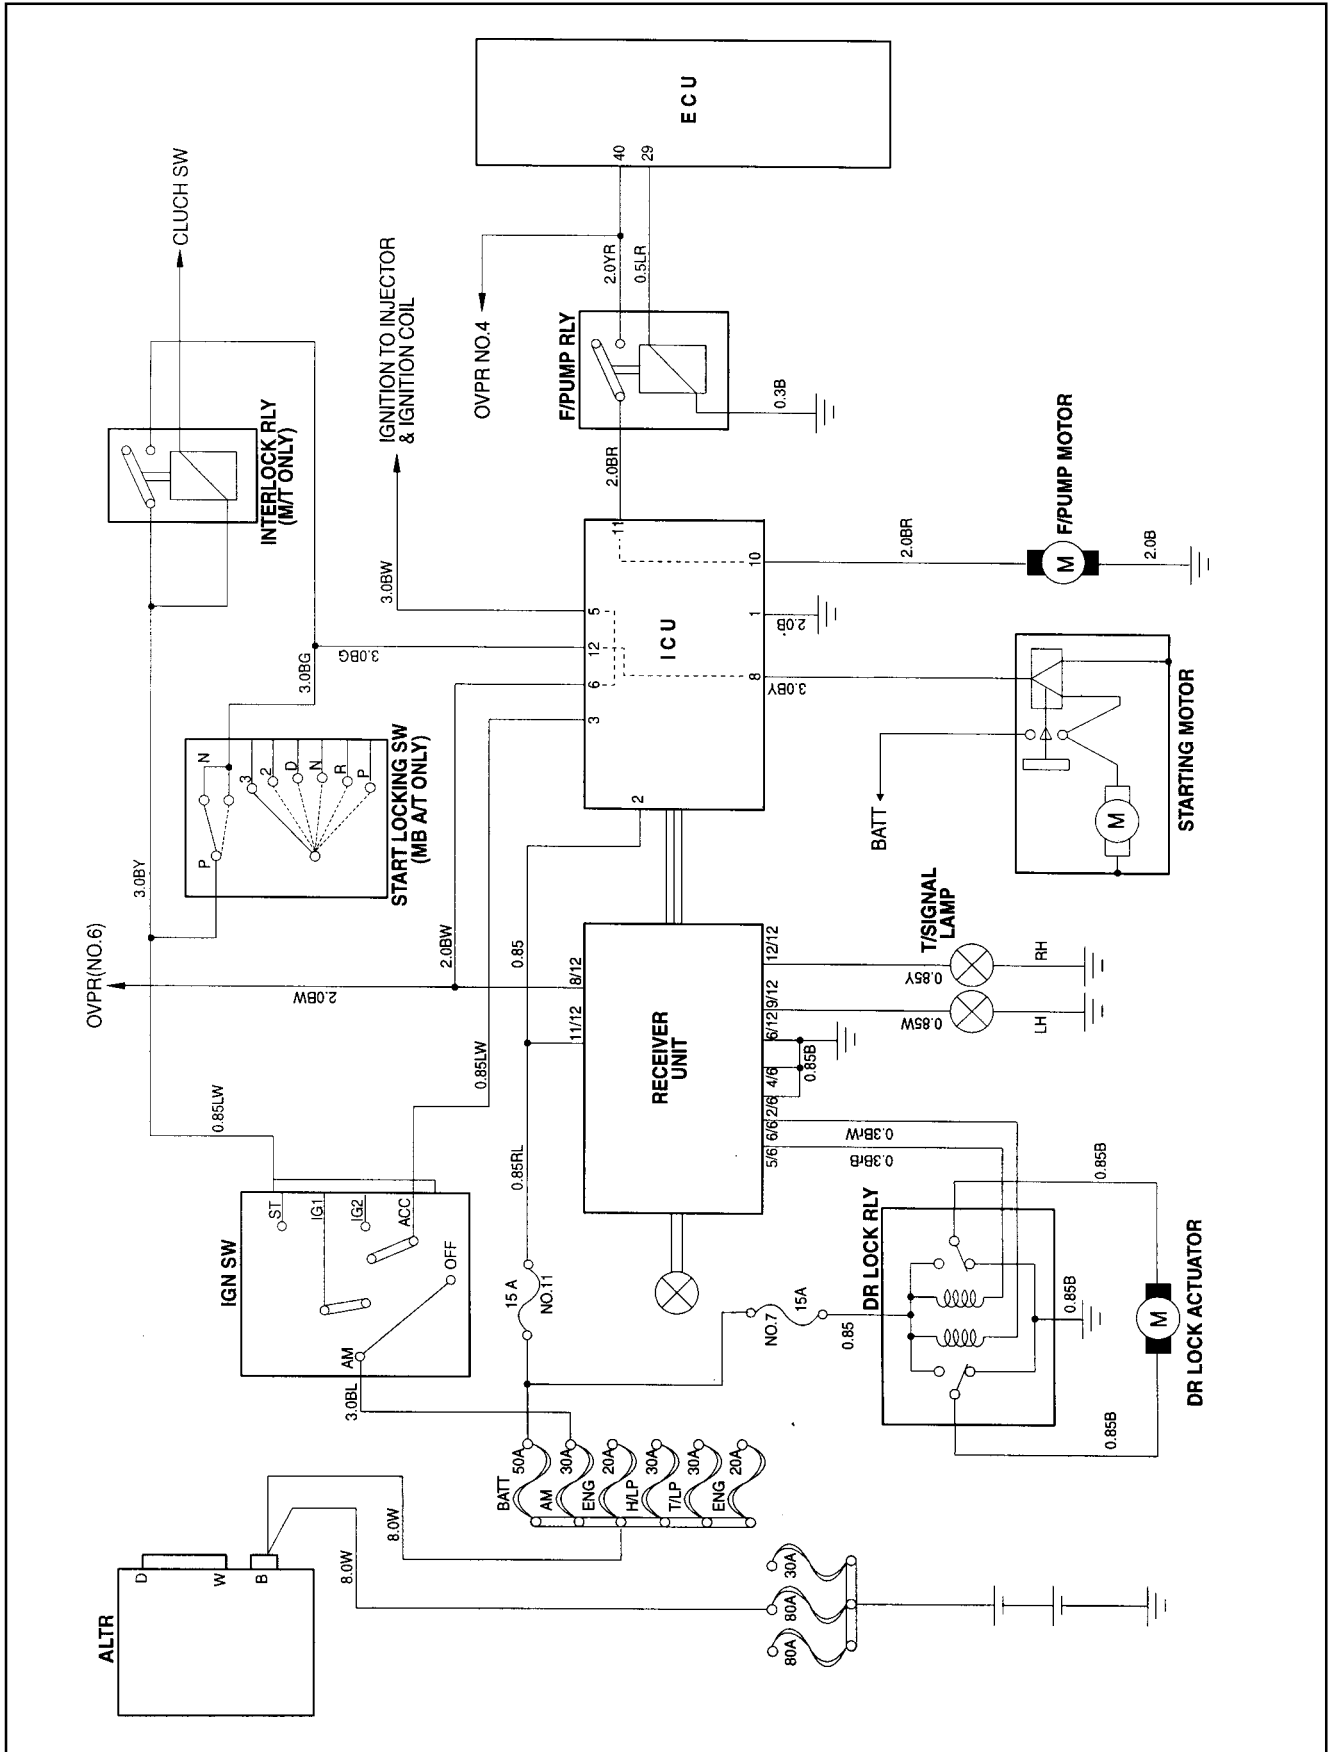 ALTR
D
W
B
8.0W
8.0W
80A
80A
30A
BATT
50A
AM
30A
ENG
20A
H/LP
30A
T/LP
30A
ENG
20A
3.0BL
IGN SW
AM
OFF
ST
IG1
IG2
ACC
0.85LW
15 A
NO.11
0.85RL
0.85LW
NO.7
15A
0.85
DR LOCK RLY
0.85B
0.85B
0.85B
DR LOCK ACTUATOR
M
OVPR(NO.6)
2.0BW
2.0BW
0.85
RECEIVER
UNIT
11/12
8/12
5/6
6/6
2/6
4/6
6/12
9/12
12/12
0.3BrB
0.3BrW
0.85B
0.85W
0.85Y
LH
RH
T/SIGNAL
LAMP
3.0BY
START LOCKING SW
(MB A/T ONLY)
P
N
3
2
D
N
R
P
3.0BG
3.0BG
INTERLOCK RLY
(M/T ONLY)
CLUCH SW
IGNITION TO INJECTOR
& IGNITION COIL
3.0BW
ICU
2
3
6
12
5
11
8
1
10
3.0BY
2.0B
2.0BR
BATT
STARTING MOTOR
M
F/PUMP MOTOR
M
2.0B
2.0BR
F/PUMP RLY
0.3B
OVPR NO.4
2.0YR
0.5LR
40
29
ECU